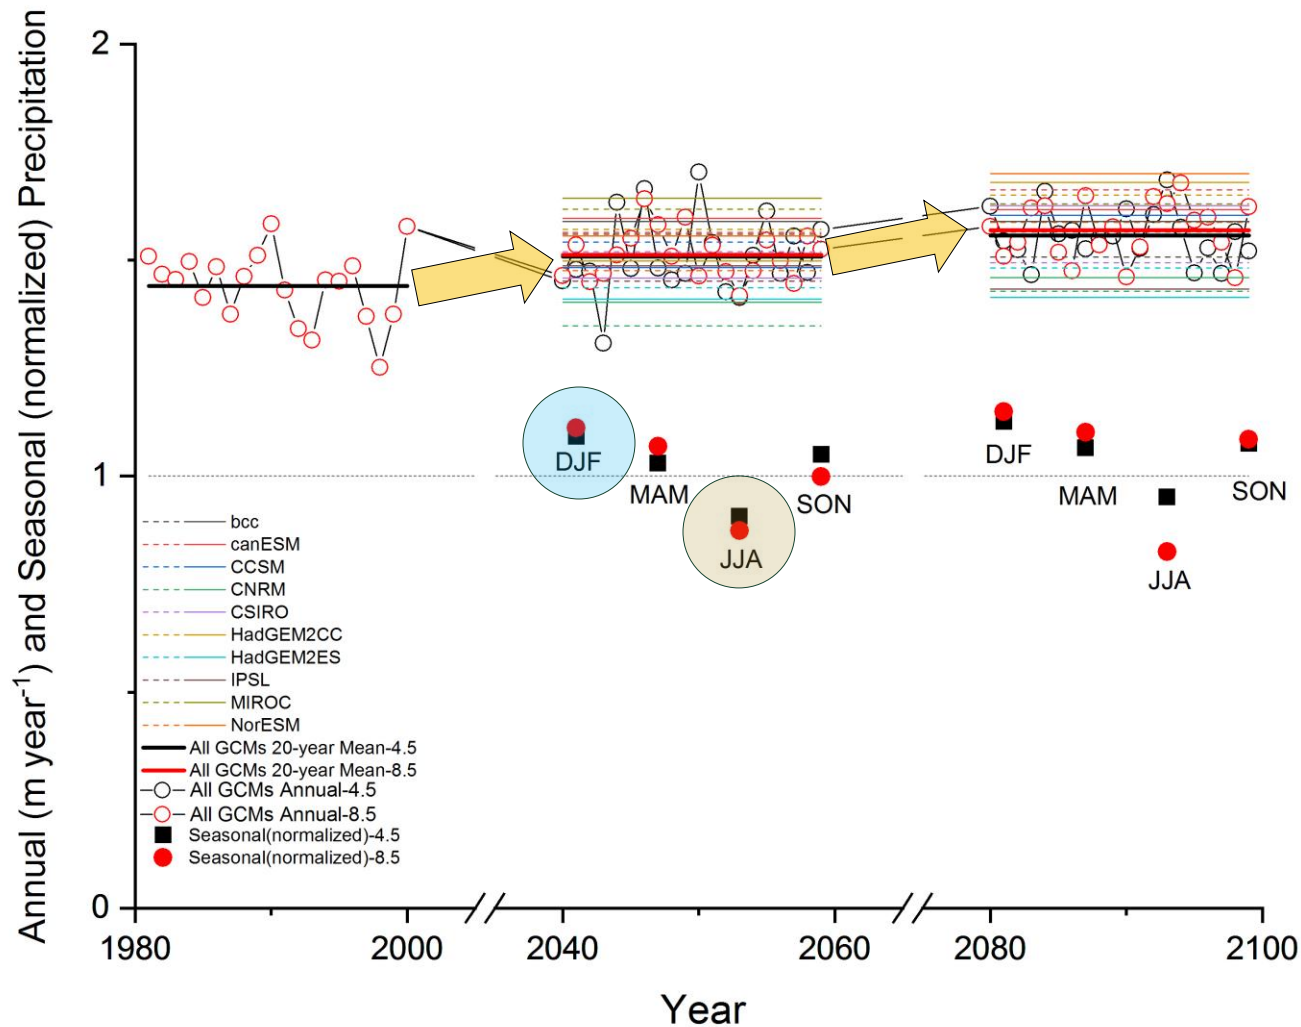 Annual (m year⁻¹) and Seasonal (normalized) Precipitation
2
1
0
DJF
MAM
JJA
SON
DJF
MAM
JJA
SON
bcc
canESM
CCSM
CNRM
CSIRO
HadGEM2CC
HadGEM2ES
IPSL
MIROC
NorESM
All GCMs 20-year Mean-4.5
All GCMs 20-year Mean-8.5
All GCMs Annual-4.5
All GCMs Annual-8.5
Seasonal(normalized)-4.5
Seasonal(normalized)-8.5
1980 2000 2040 2060 2080 2100
Year